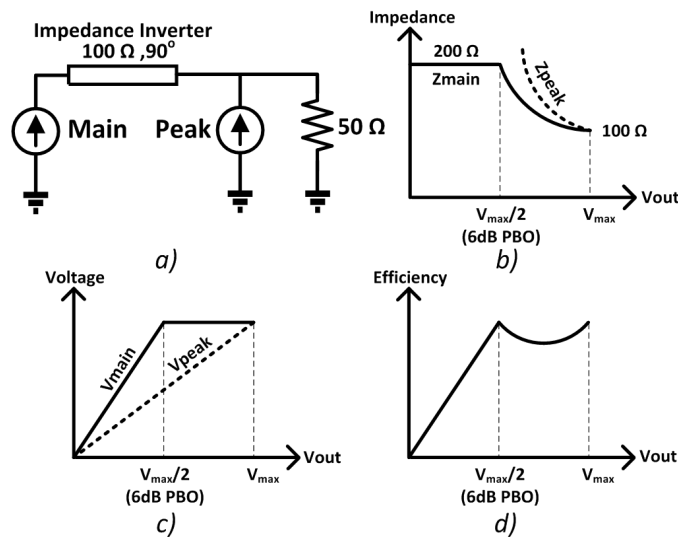 Impedance Inverter
100 Ω ,90°
Main
Peak
50 Ω
a)
Impedance
200 Ω
Zmain
Zpeak
100 Ω
Vmax/2
(6dB PBO)
Vmax
Vout
b)
Voltage
Vmain
Vpeak
Vmax/2
(6dB PBO)
Vmax
Vout
c)
Efficiency
Vmax/2
(6dB PBO)
Vmax
Vout
d)